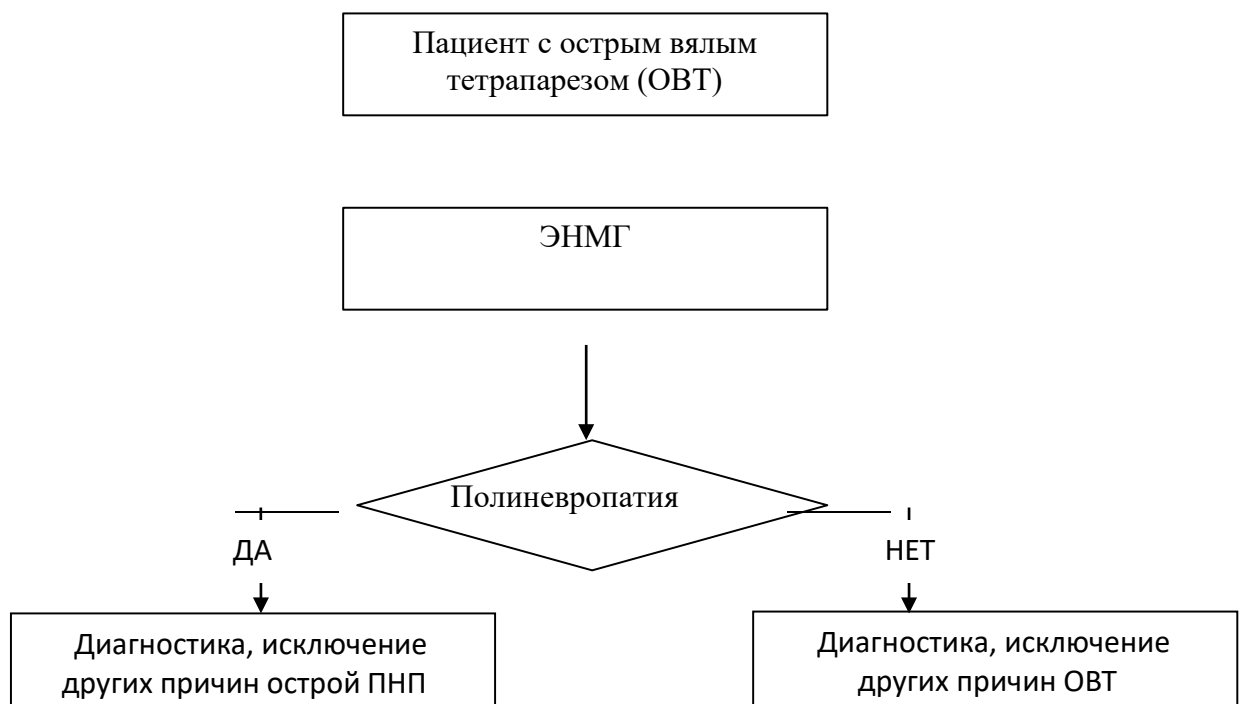 Пациент с острым вялым
тетрапарезом (ОВТ)
ЭНМГ
Полиневропатия
ДА
НЕТ
Диагностика, исключение
других причин острой ПНП
Диагностика, исключение
других причин ОВТ